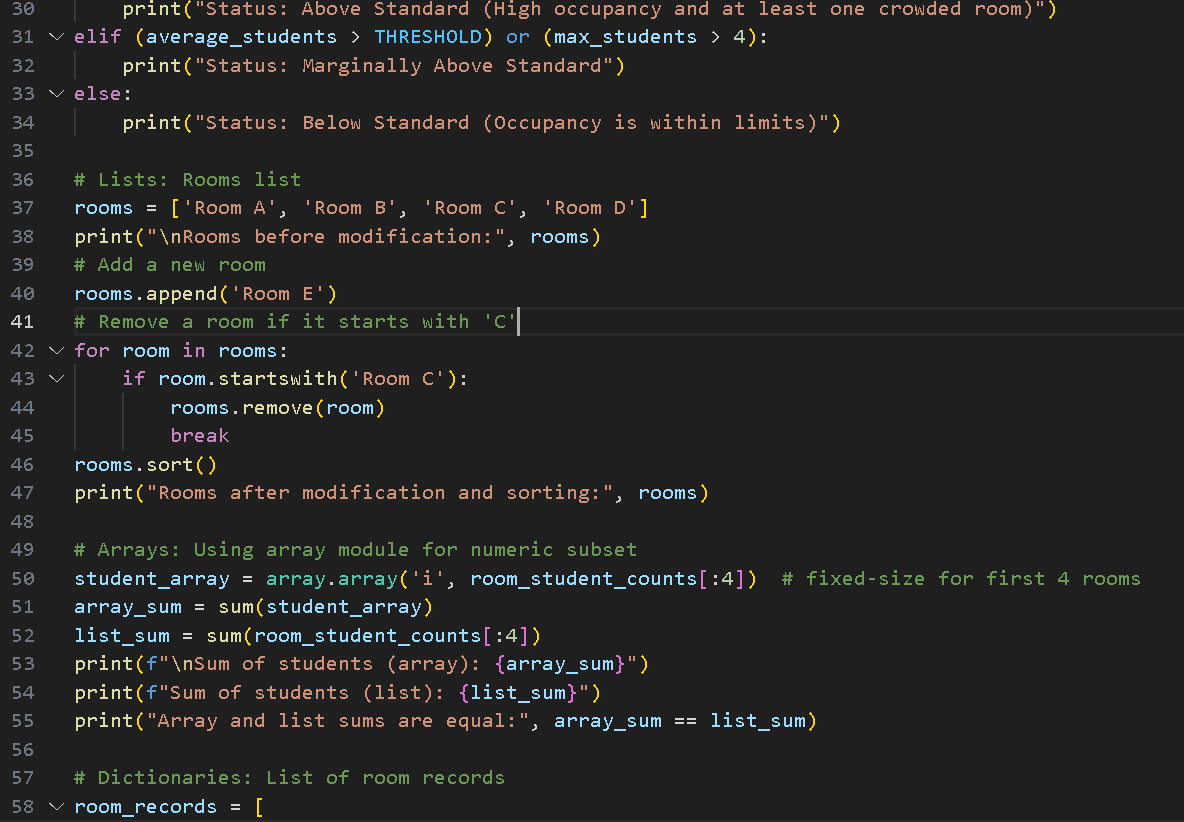 30 print("Status: Above Standard (High occupancy and at least one crowded room)")
31 elif (average_students > THRESHOLD) or (max_students > 4):
32 print("Status: Marginally Above Standard")
33 else:
34 print("Status: Below Standard (Occupancy is within limits)")
35
36 # Lists: Rooms list
37 rooms = ['Room A', 'Room B', 'Room C', 'Room D']
38 print("\nRooms before modification:", rooms)
39 # Add a new room
40 rooms.append('Room E')
41 # Remove a room if it starts with 'C'
42 for room in rooms:
43 if room.startswith('Room C'):
44 rooms.remove(room)
45 break
46 rooms.sort()
47 print("Rooms after modification and sorting:", rooms)
48
49 # Arrays: Using array module for numeric subset
50 student_array = array.array('i', room_student_counts[:4]) # fixed-size for first 4 rooms
51 array_sum = sum(student_array)
52 list_sum = sum(room_student_counts[:4])
53 print(f"\nSum of students (array): {array_sum}")
54 print(f"Sum of students (list): {list_sum}")
55 print("Array and list sums are equal:", array_sum == list_sum)
56
57 # Dictionaries: List of room records
58 room_records = [